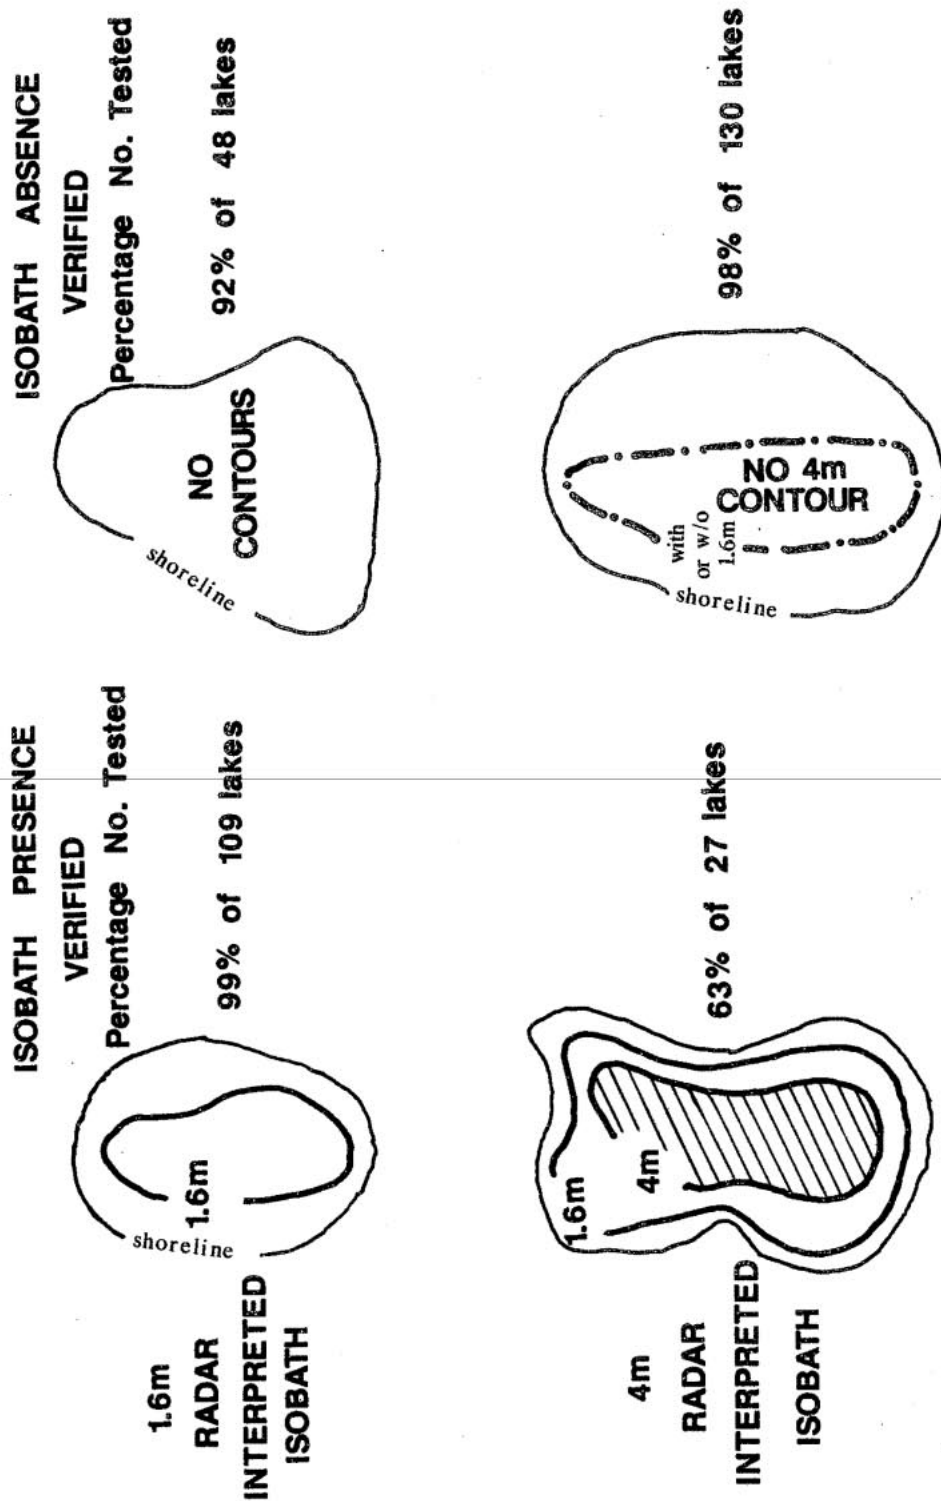 ISOBATH PRESENCE
VERIFIED
Percentage No. Tested
ISOBATH ABSENCE
VERIFIED
Percentage No. Tested
1.6m
RADAR
INTERPRETED
ISOBATH
shoreline
1.6m
99% of 109 lakes
shoreline
NO
CONTOURS
92% of 48 lakes
4m
RADAR
INTERPRETED
ISOBATH
1.6m
4m
63% of 27 lakes
shoreline
with
or w/o
1.6m
NO 4m
CONTOUR
98% of 130 lakes